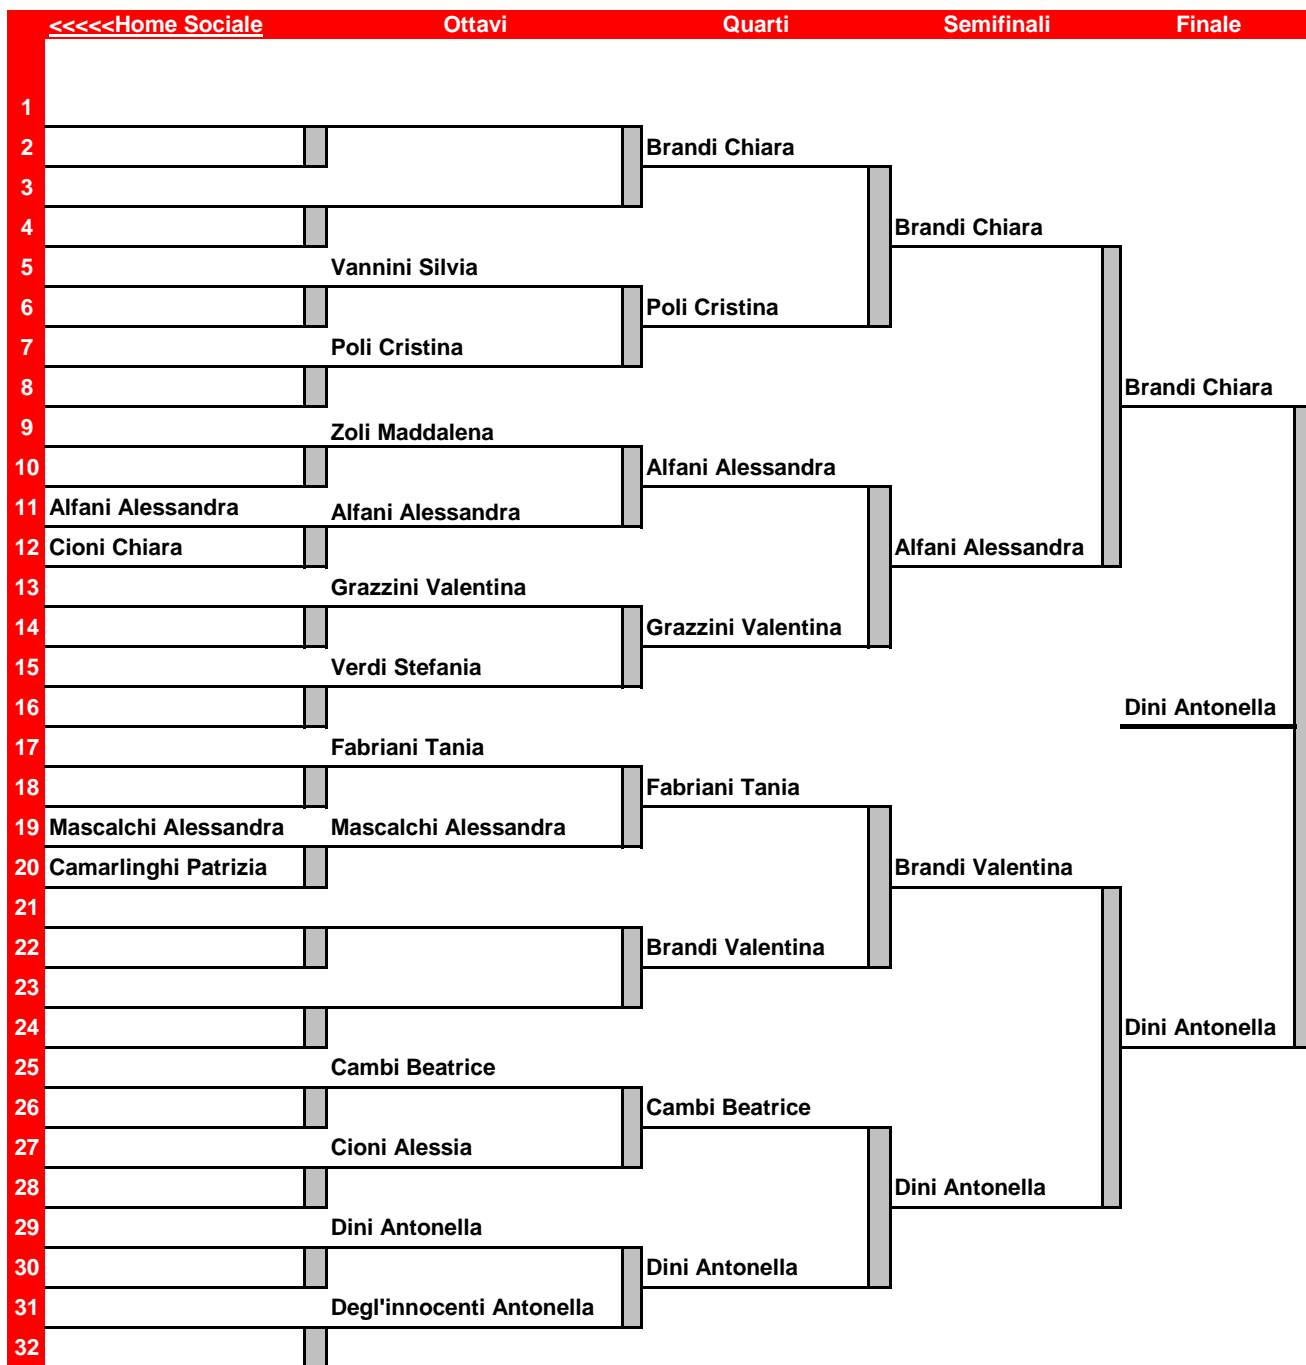 <<<<<Home Sociale Ottavi Quarti Semifinali Finale
1
2 Brandi Chiara
3
4 Brandi Chiara
5 Vannini Silvia
6 Poli Cristina
7 Poli Cristina
8 Brandi Chiara
9 Zoli Maddalena
10 Alfani Alessandra
11 Alfani Alessandra Alfani Alessandra
12 Cioni Chiara Alfani Alessandra
13 Grazzini Valentina
14 Grazzini Valentina
15 Verdi Stefania
16 Dini Antonella
17 Fabriani Tania
18 Fabriani Tania
19 Mascalchi Alessandra Mascalchi Alessandra
20 Camarlinghi Patrizia Brandi Valentina
21
22 Brandi Valentina
23
24 Dini Antonella
25 Cambi Beatrice
26 Cambi Beatrice
27 Cioni Alessia
28 Dini Antonella
29 Dini Antonella
30 Dini Antonella
31 Degl'innocenti Antonella
32